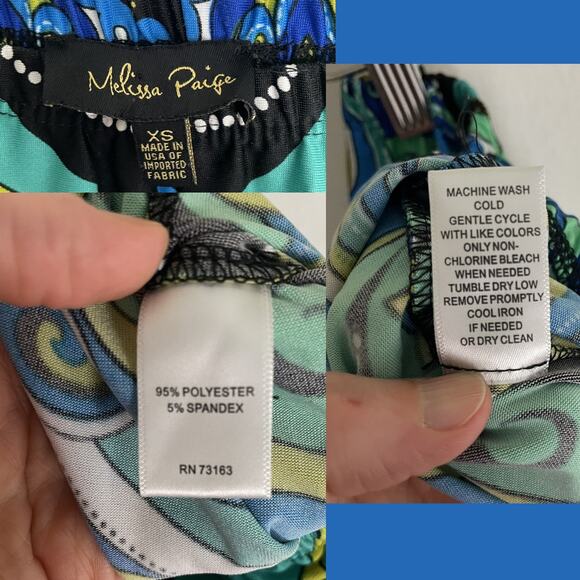 Melissa Paige
XS
MADE IN
USA OF
IMPORTED
FABRIC
MACHINE WASH
COLD
GENTLE CYCLE
WITH LIKE COLORS
ONLY NON-
CHLORINE BLEACH
WHEN NEEDED
TUMBLE DRY LOW
REMOVE PROMPTLY
COOL IRON
IF NEEDED
OR DRY CLEAN
95% POLYESTER
5% SPANDEX
RN 73163